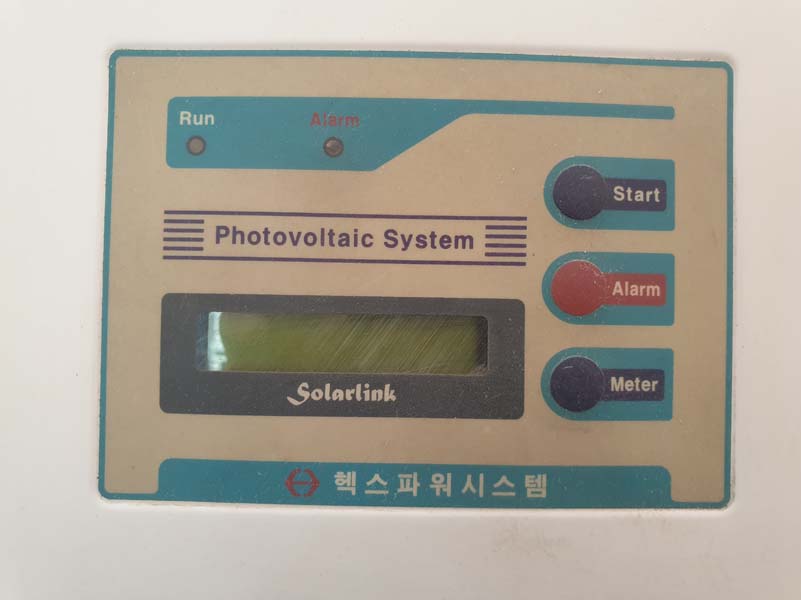 Run
Alarm
Start
Photovoltaic System
Alarm
Solarlink
Meter
헥스파워시스템